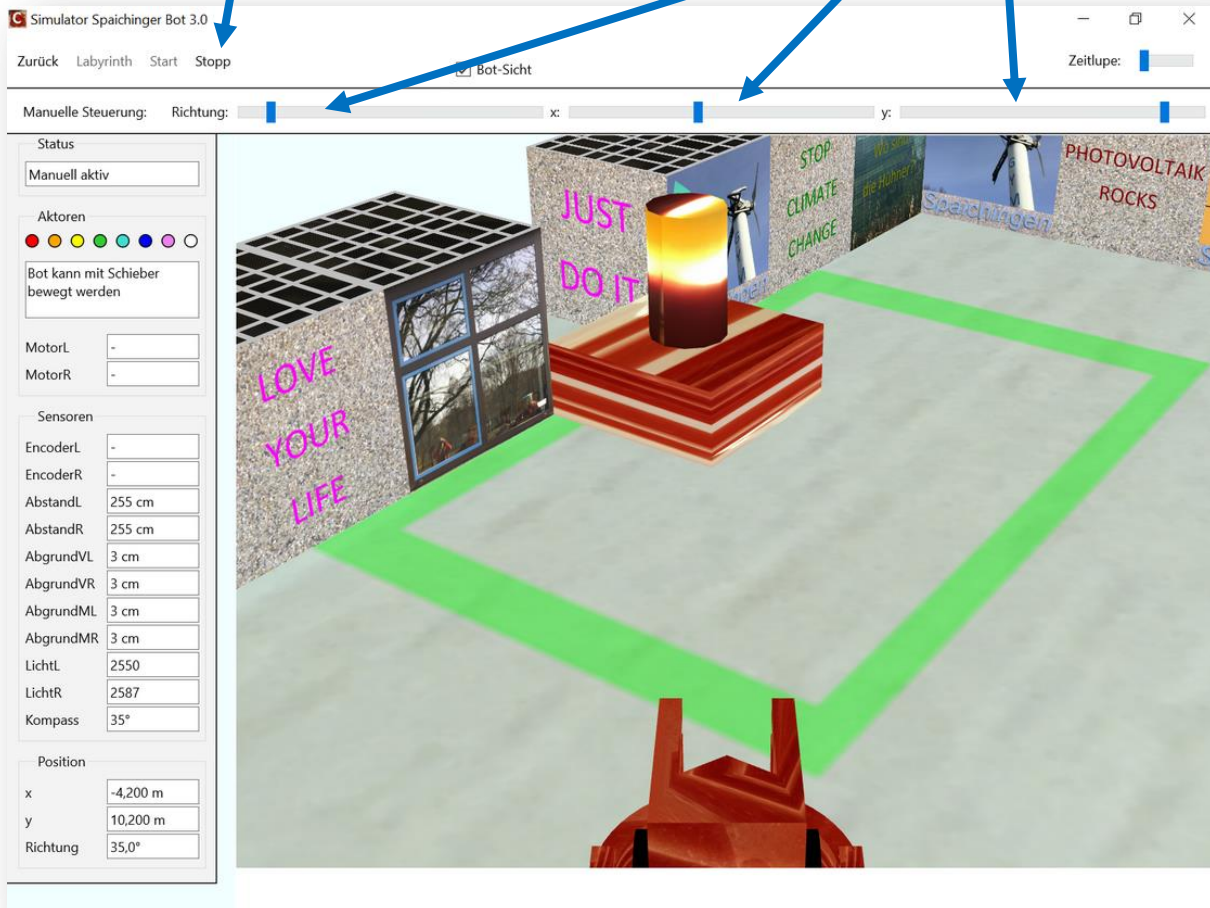 Simulator Spaichinger Bot 3.0
Zurück Labyrinth Start Stopp
Bot-Sicht
Zeitlupe:
Manuelle Steuerung: Richtung: x: y:
Status
Manuell aktiv
Aktoren
Bot kann mit Schieber
bewegt werden
MotorL -
MotorR -
Sensoren
EncoderL -
EncoderR -
AbstandL 255 cm
AbstandR 255 cm
AbgrundVL 3 cm
AbgrundVR 3 cm
AbgrundML 3 cm
AbgrundMR 3 cm
LichtL 2550
LichtR 2587
Kompass 35°
Position
x -4,200 m
y 10,200 m
Richtung 35,0°
LOVE
YOUR
LIFE
JUST
DO IT
STOP
CLIMATE
CHANGE
die Hühner?
Spaichingen
PHOTOVOLTAIK
ROCKS